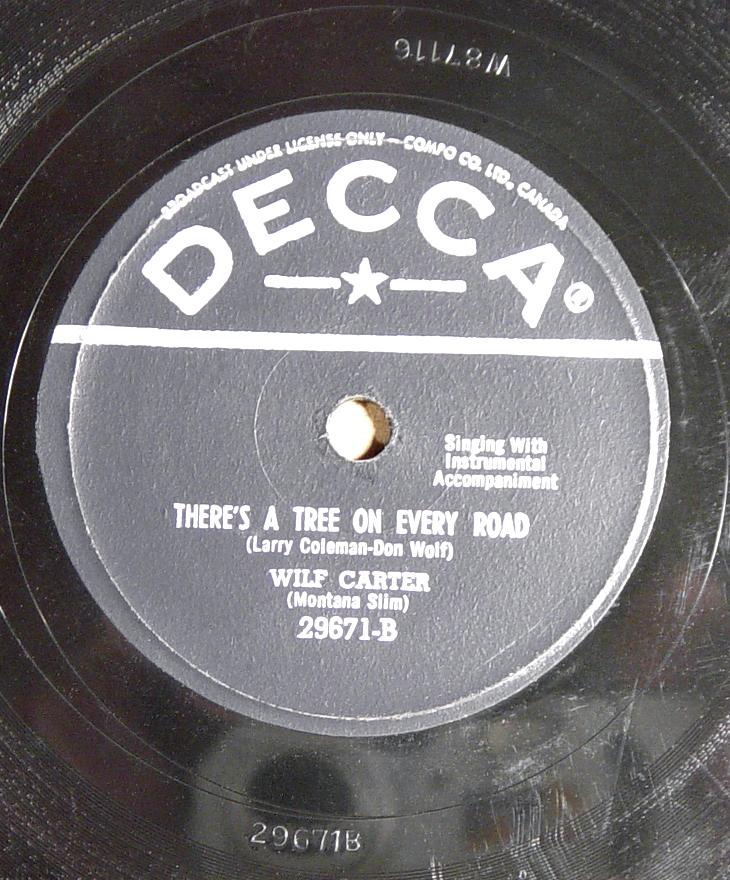 W87116
BROADCAST UNDER LICENSE ONLY — COMPO CO. LTD., CANADA
DECCA®
Singing With
Instrumental
Accompaniment
THERE'S A TREE ON EVERY ROAD
(Larry Coleman-Don Wolf)
WILF CARTER
(Montana Slim)
29671-B
29671B